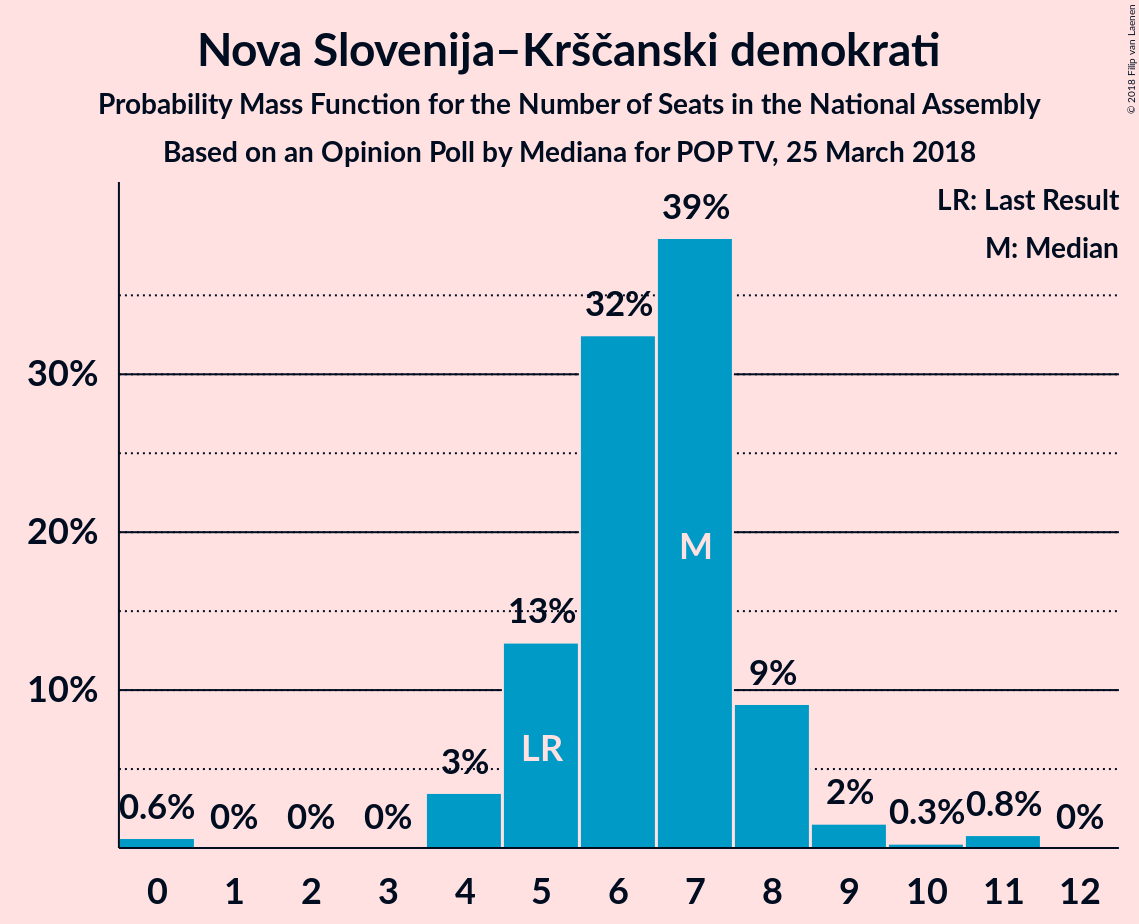 Nova Slovenija–Krščanski demokrati
Probability Mass Function for the Number of Seats in the National Assembly
Based on an Opinion Poll by Mediana for POP TV, 25 March 2018
© 2018 Filip van Laenen
LR: Last Result
M: Median
39%
32%
30%
20%
M
13%
10%
9%
LR
3%
2%
0.6%
0%
0%
0%
0.3%
0.8%
0%
0 1 2 3 4 5 6 7 8 9 10 11 12